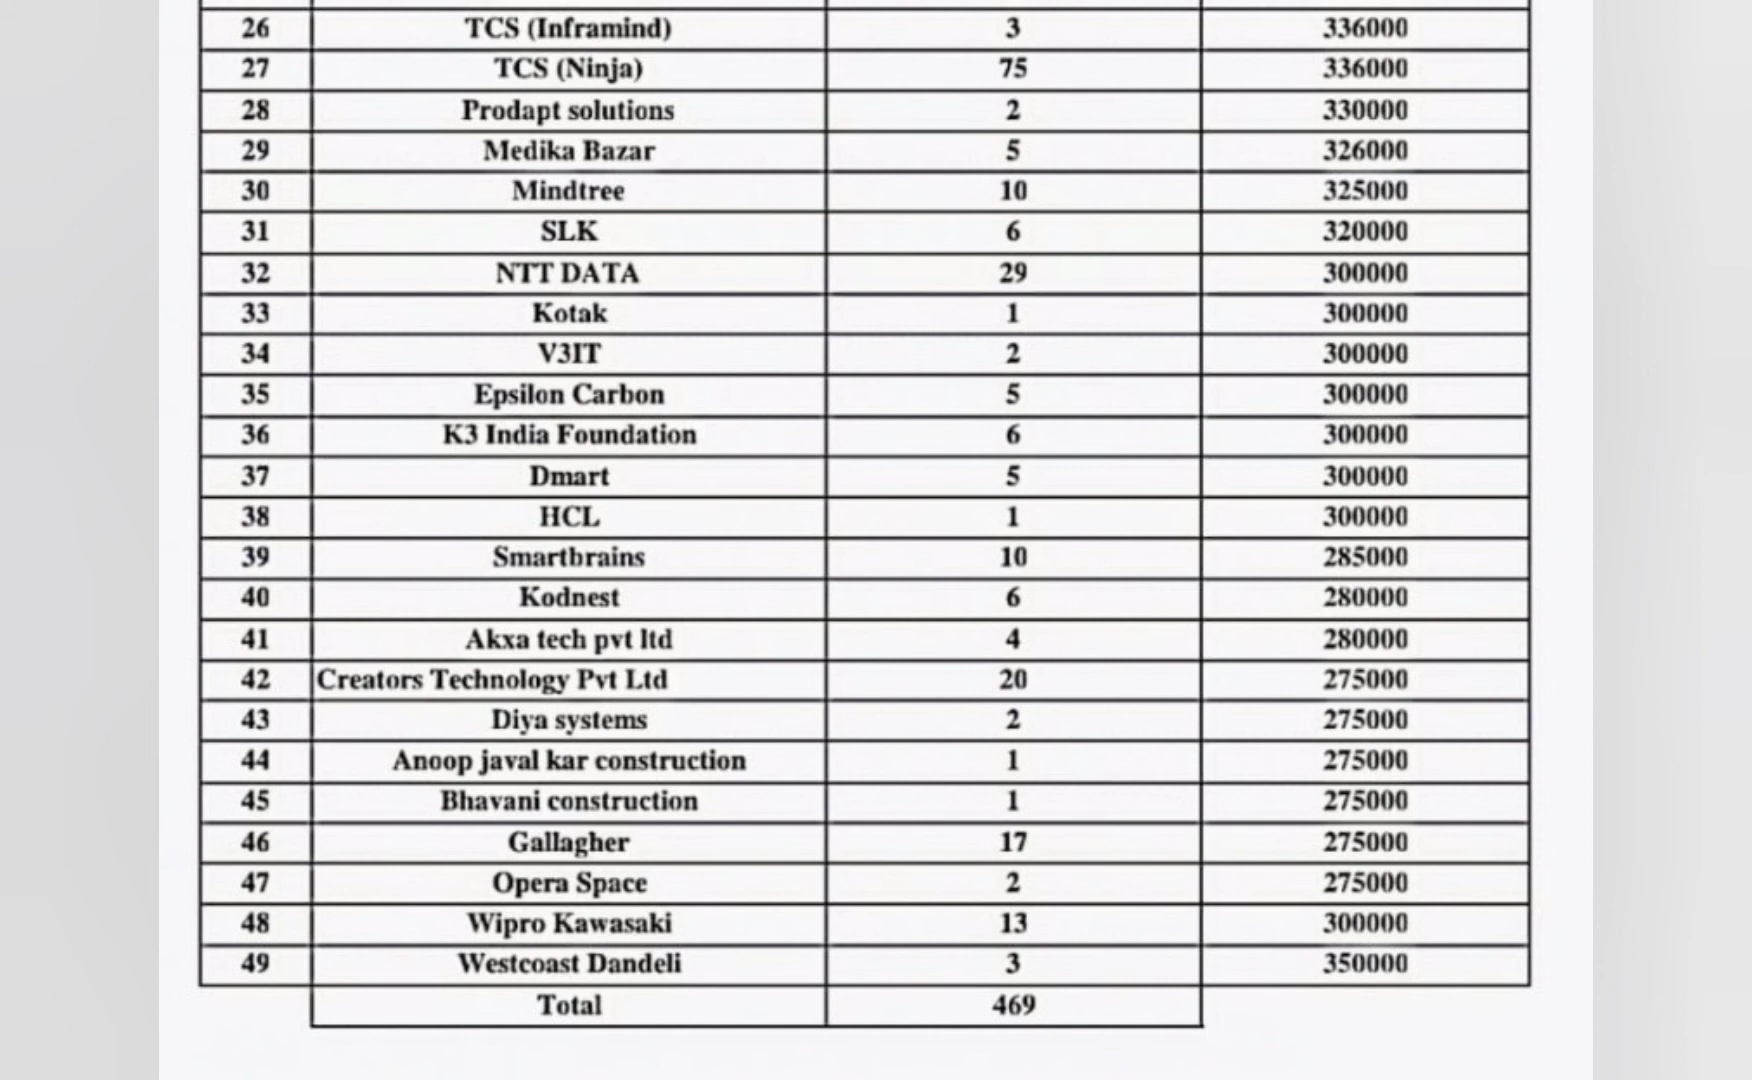 26 TCS (Inframind) 3 336000
27 TCS (Ninja) 75 336000
28 Prodapt solutions 2 330000
29 Medika Bazar 5 326000
30 Mindtree 10 325000
31 SLK 6 320000
32 NTT DATA 29 300000
33 Kotak 1 300000
34 V3IT 2 300000
35 Epsilon Carbon 5 300000
36 K3 India Foundation 6 300000
37 Dmart 5 300000
38 HCL 1 300000
39 Smartbrains 10 285000
40 Kodnest 6 280000
41 Akxa tech pvt ltd 4 280000
42 Creators Technology Pvt Ltd 20 275000
43 Diya systems 2 275000
44 Anoop javal kar construction 1 275000
45 Bhavani construction 1 275000
46 Gallagher 17 275000
47 Opera Space 2 275000
48 Wipro Kawasaki 13 300000
49 Westcoast Dandeli 3 350000
Total 469